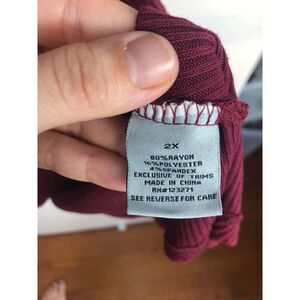 2X
80%RAYON
16%POLYESTER
4%SPANDEX
EXCLUSIVE OF TRIMS
MADE IN CHINA
RN#123271
SEE REVERSE FOR CARE